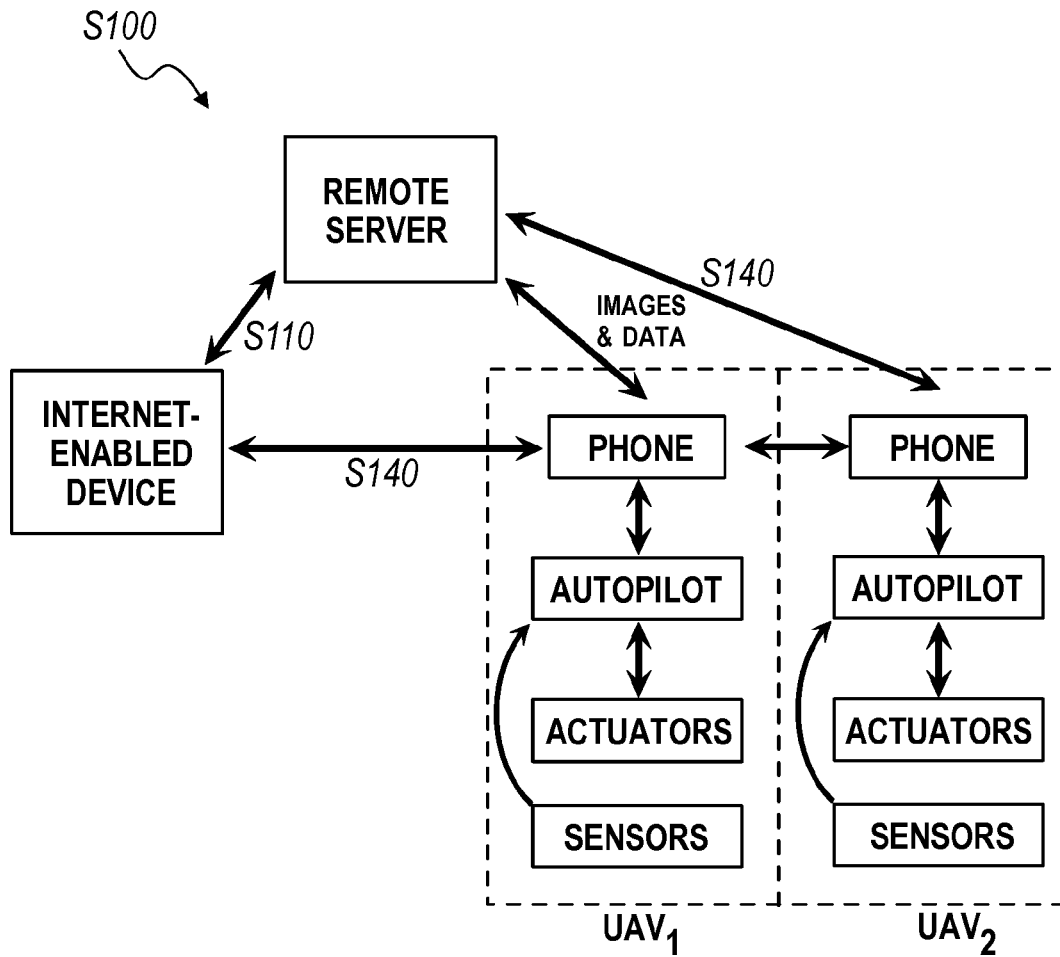 S100
REMOTE
SERVER
S140
IMAGES
& DATA
S110
INTERNET-
ENABLED
DEVICE
S140
PHONE
PHONE
AUTOPILOT
AUTOPILOT
ACTUATORS
ACTUATORS
SENSORS
SENSORS
UAV1
UAV2